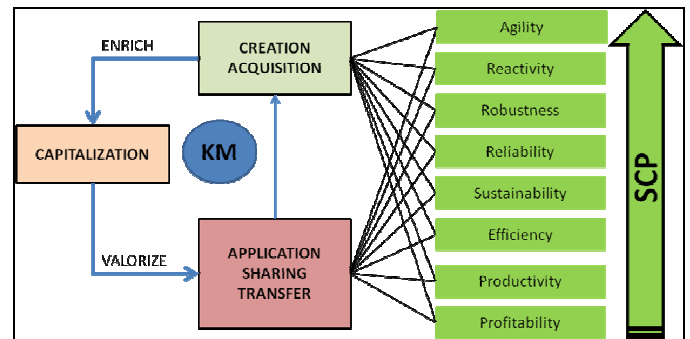 ENRICH
CREATION
ACQUISITION
CAPITALIZATION
KM
VALORIZE
APPLICATION
SHARING
TRANSFER
Agility
Reactivity
Robustness
Reliability
Sustainability
Efficiency
Productivity
Profitability
SCP